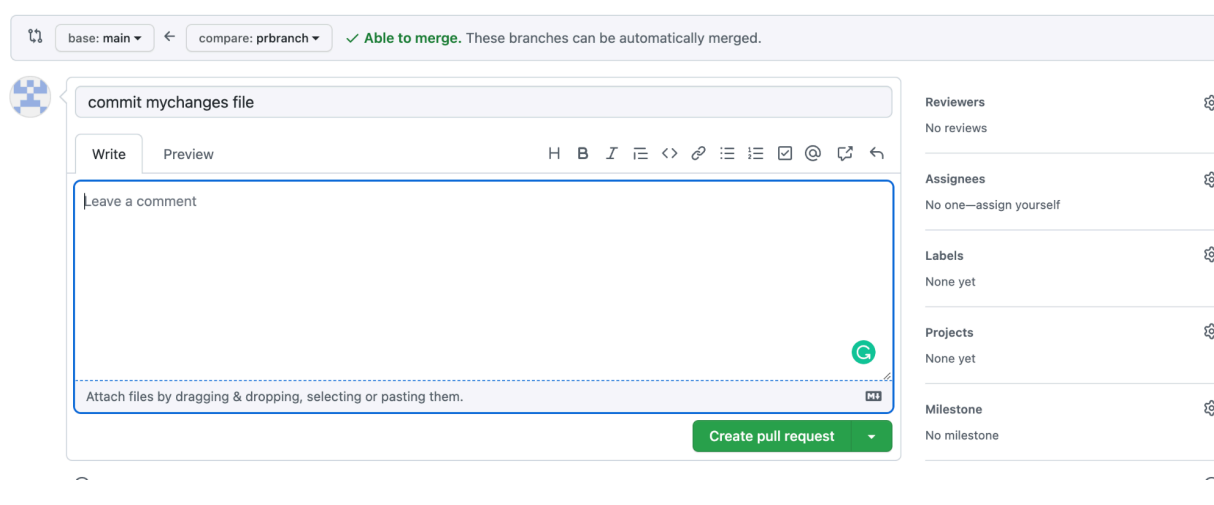 base: main compare: prbranch Able to merge. These branches can be automatically merged.
commit mychanges file
Write Preview
Leave a comment
Attach files by dragging & dropping, selecting or pasting them.
Create pull request
Reviewers
No reviews
Assignees
No one—assign yourself
Labels
None yet
Projects
None yet
Milestone
No milestone